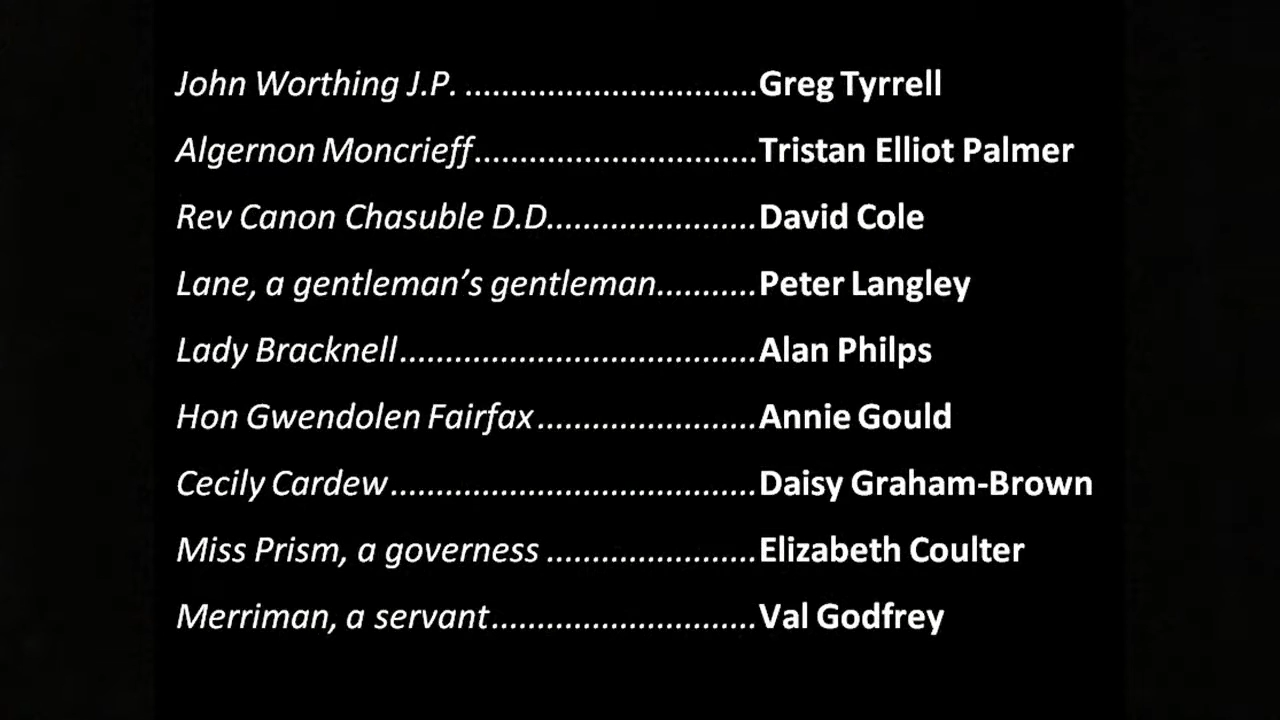 John Worthing J.P. ................................Greg Tyrrell
Algernon Moncrieff...............................Tristan Elliot Palmer
Rev Canon Chasuble D.D.......................David Cole
Lane, a gentleman’s gentleman...........Peter Langley
Lady Bracknell.......................................Alan Philps
Hon Gwendolen Fairfax........................Annie Gould
Cecily Cardew........................................Daisy Graham-Brown
Miss Prism, a governess .......................Elizabeth Coulter
Merriman, a servant.............................Val Godfrey